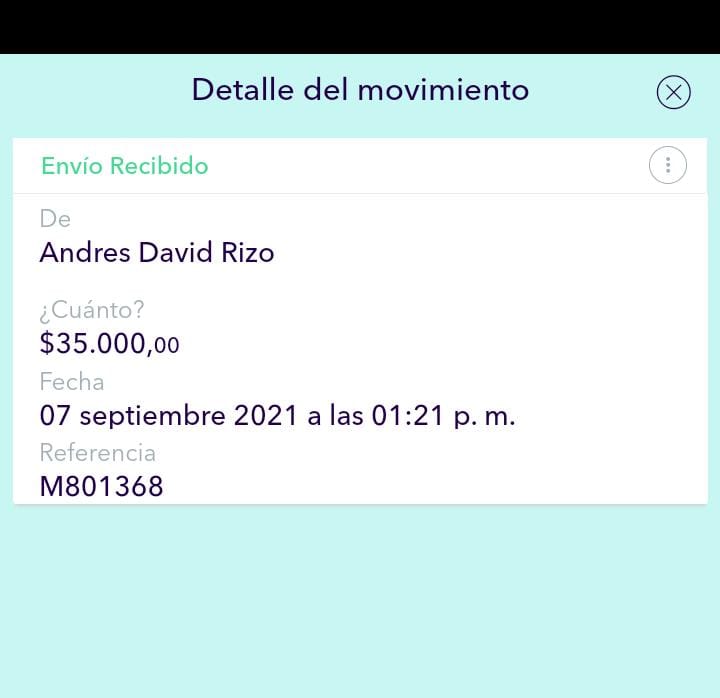 Detalle del movimiento
Envío Recibido
De
Andres David Rizo
¿Cuánto?
$35.000,00
Fecha
07 septiembre 2021 a las 01:21 p. m.
Referencia
M801368